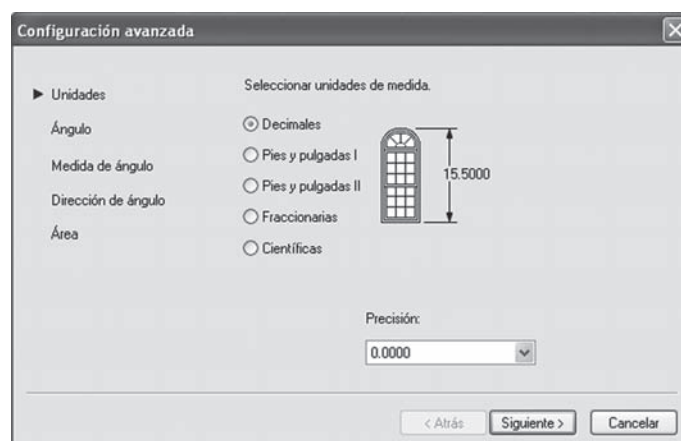 Configuración avanzada
Unidades
Ángulo
Medida de ángulo
Dirección de ángulo
Área
Seleccionar unidades de medida.
Decimales
Pies y pulgadas I
Pies y pulgadas II
Fraccionarias
Científicas
15.5000
Precisión:
0.0000
< Atrás
Siguiente >
Cancelar